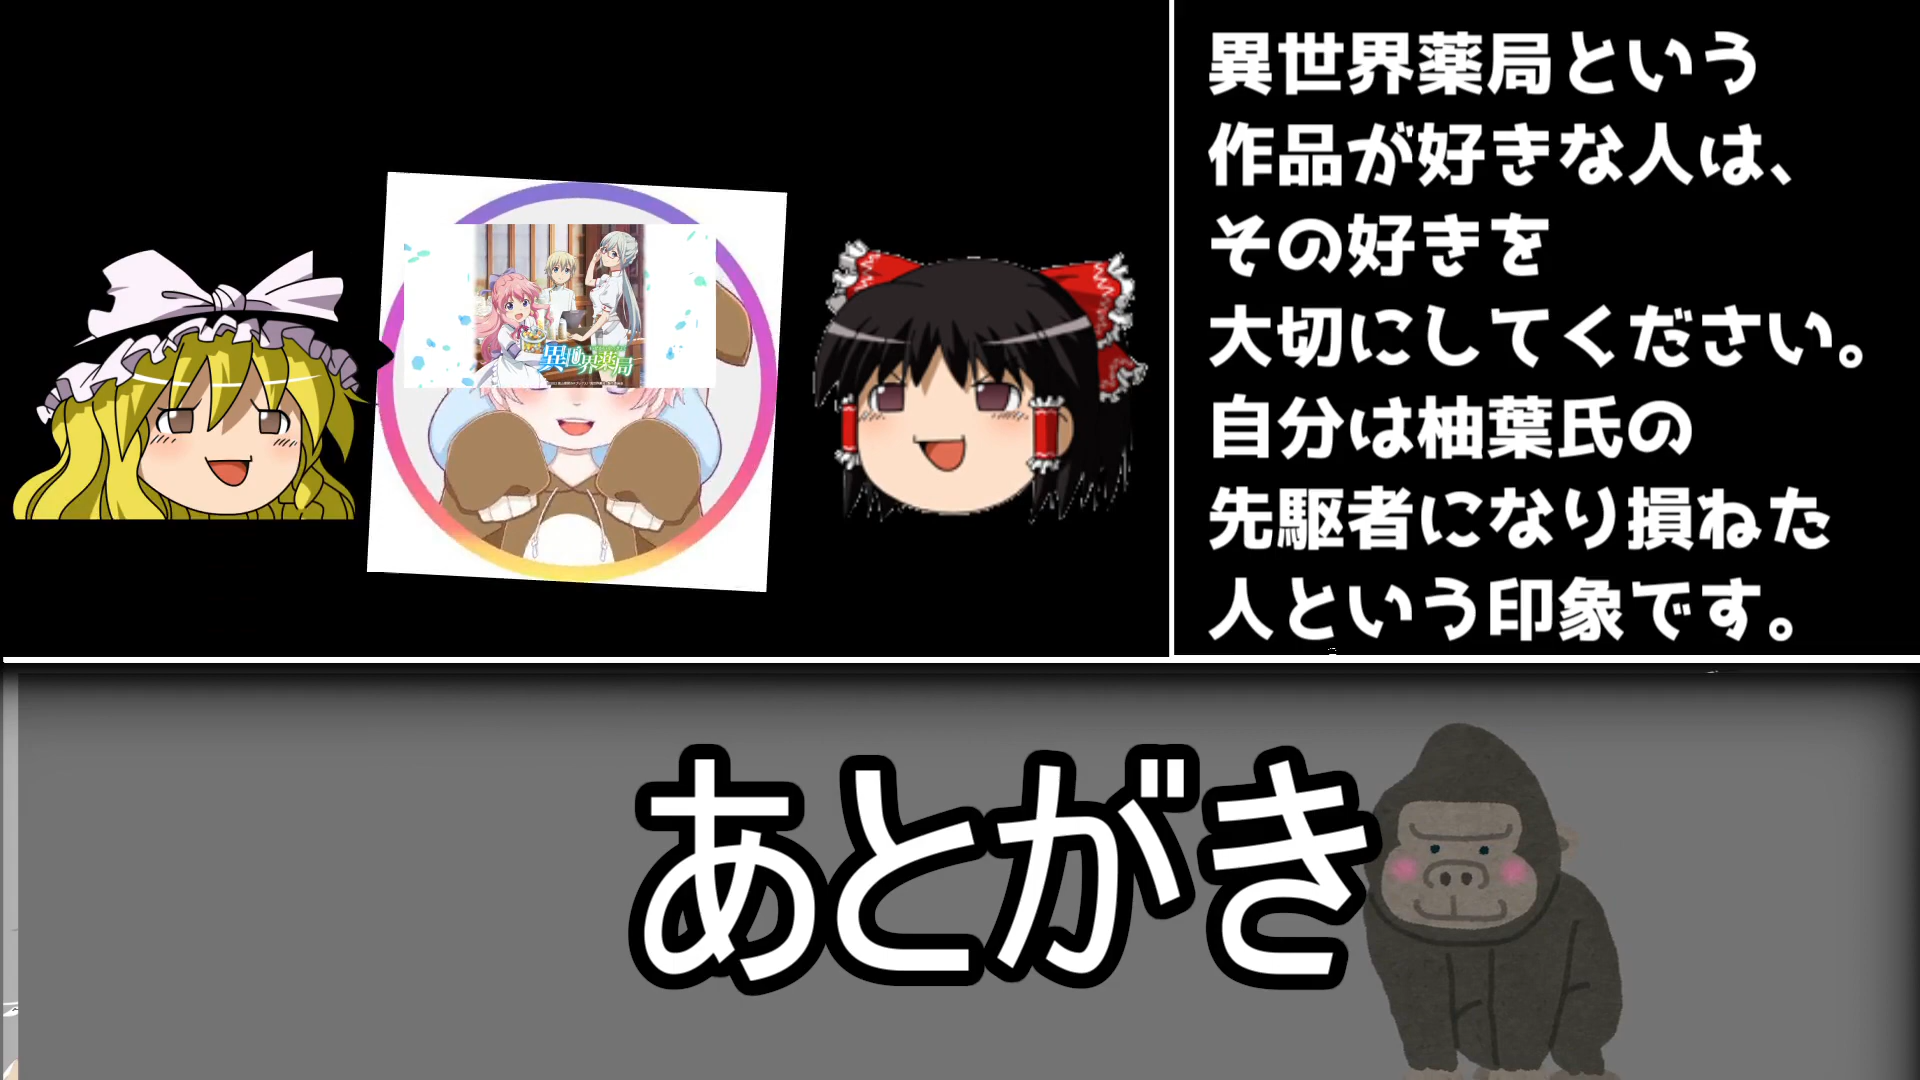 異世界薬局という
作品が好きな人は、
その好きを
大切にしてください。
自分は柚葉氏の
先駆者になり損ねた
人という印象です。
異世界薬局
あとがき